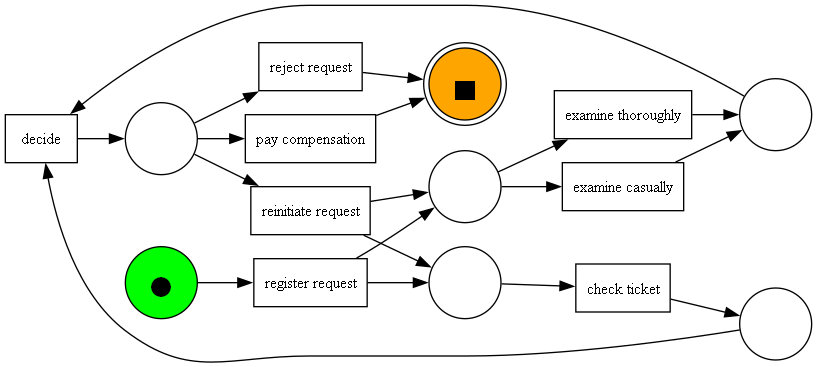 reject request
examine thoroughly
decide
pay compensation
examine casually
reinitiate request
register request
check ticket